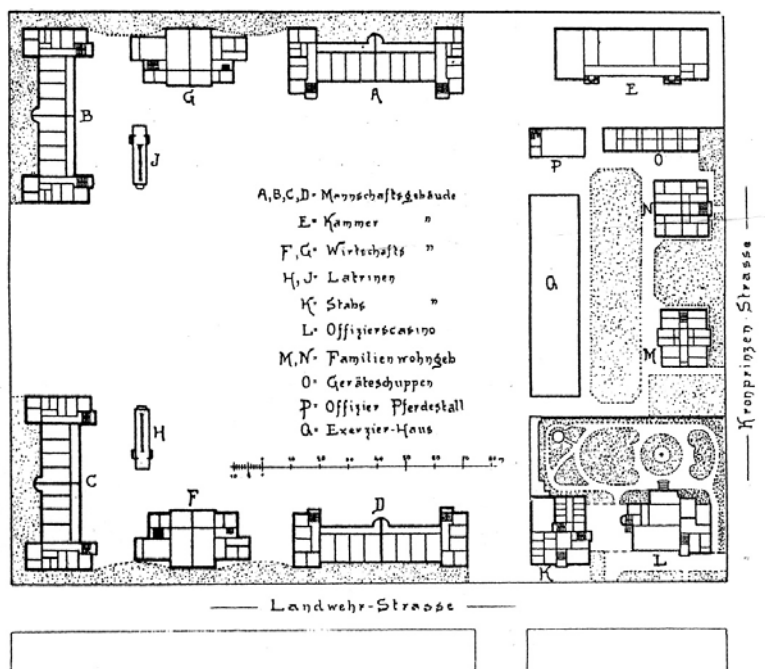 G
A
E
B
J
P
O
A,B,C,D= Mannschaftsgebäude
E= Kammer "
F,G= Wirtschafts "
H,J= Latrinen
K= Stabs "
L= Offizierscasino
M,N= Familienwohngeb
O= Geräteschuppen
P= Offizier Pferdestall
Q= Exerzier-Haus
N
Q
M
Kronprinzen Strasse
H
C
F
D
K
L
Landwehr-Strasse